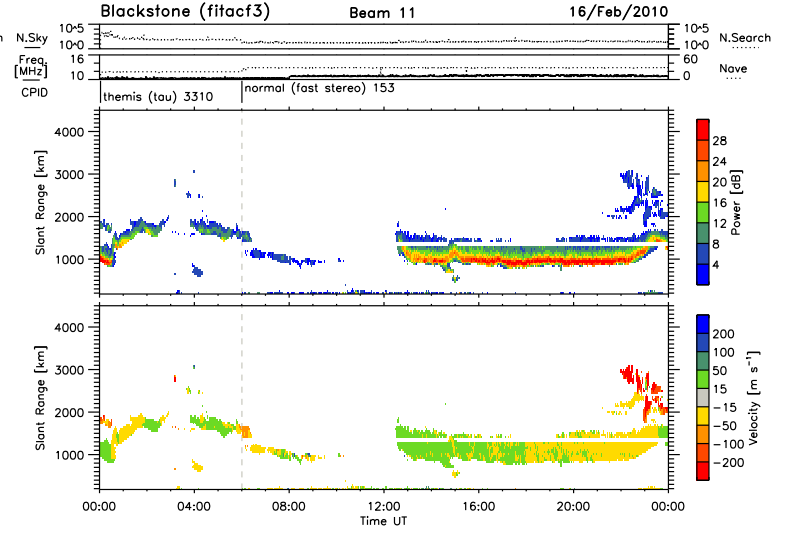 Blackstone (fitacf3)
Beam 11
16/Feb/2010
N.Sky
10^5
10^0
10^5
10^0
N.Search
Freq.
[MHz]
16
10
60
0
Nave
CPID
themis (tau) 3310
normal (fast stereo) 153
Slant Range [km]
4000
3000
2000
1000
28
24
20
16
12
8
4
Power [dB]
Slant Range [km]
4000
3000
2000
1000
200
100
50
15
-15
-50
-100
-200
Velocity [m s⁻¹]
00:00
04:00
08:00
12:00
16:00
20:00
00:00
Time UT